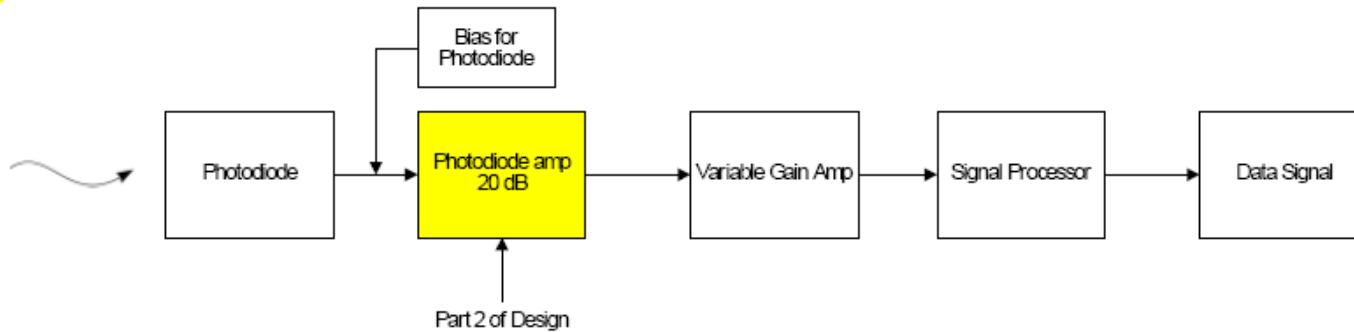 Bias for
Photodiode
Photodiode
Photodiode amp
20 dB
Variable Gain Amp
Signal Processor
Data Signal
Part 2 of Design